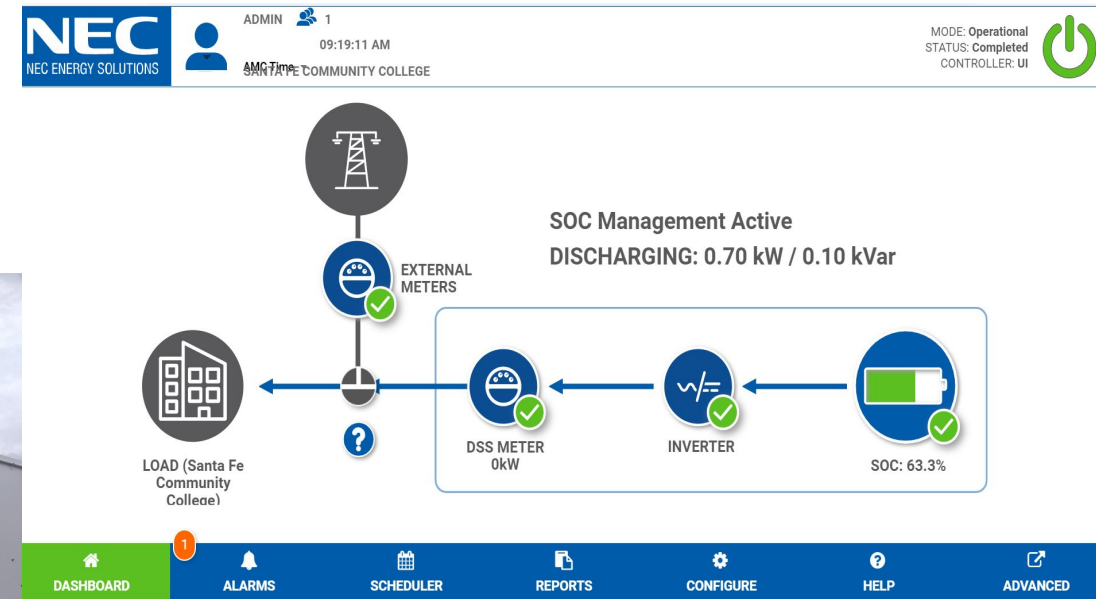 NEC
NEC ENERGY SOLUTIONS
ADMIN 1
09:19:11 AM
AMC Time
SANTA FE COMMUNITY COLLEGE
MODE: Operational
STATUS: Completed
CONTROLLER: UI
SOC Management Active
DISCHARGING: 0.70 kW / 0.10 kVar
EXTERNAL
METERS
?
DSS METER
0kW
INVERTER
SOC: 63.3%
LOAD (Santa Fe
Community
College)
1
DASHBOARD
ALARMS
SCHEDULER
REPORTS
CONFIGURE
HELP
ADVANCED